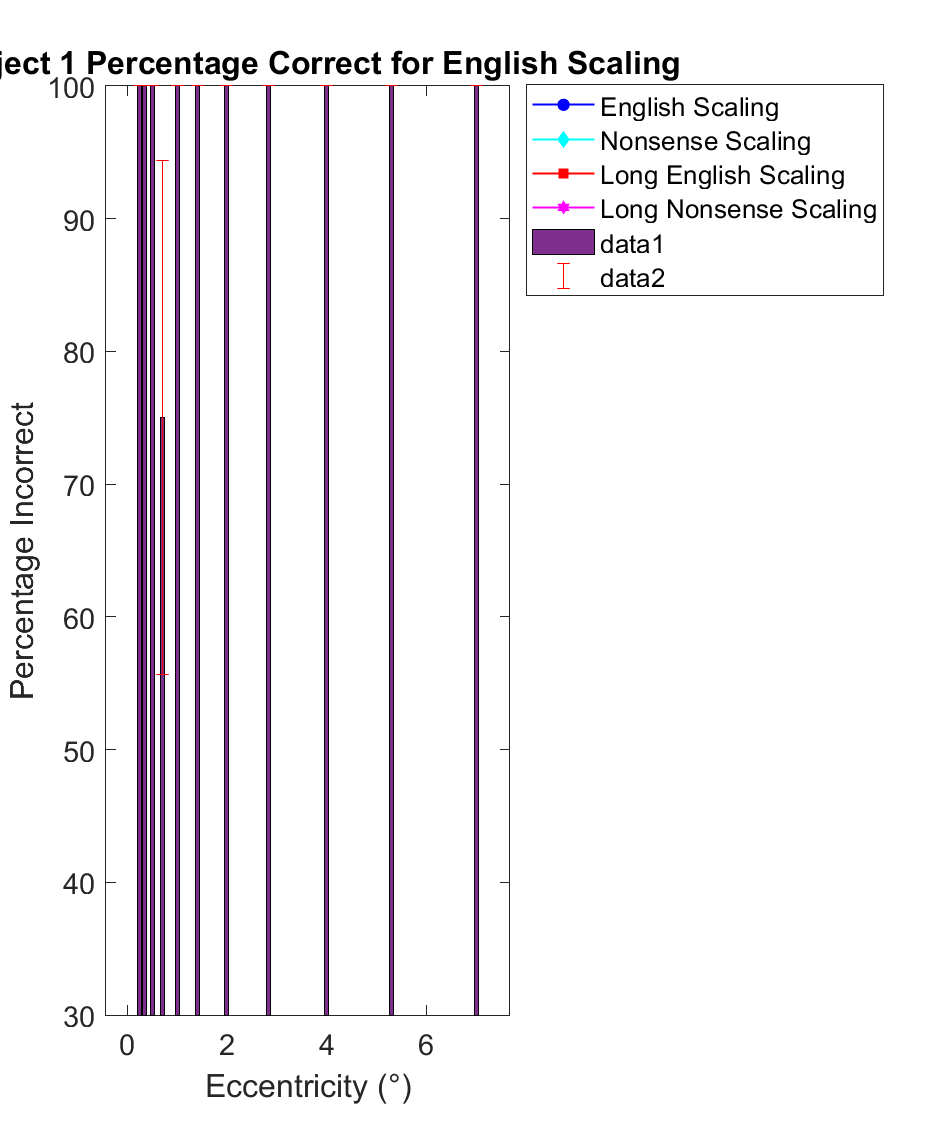 ject 1 Percentage Correct for English Scaling
100
90
80
70
60
50
40
30
Percentage Incorrect
0 2 4 6
Eccentricity (°)
English Scaling
Nonsense Scaling
Long English Scaling
Long Nonsense Scaling
data1
data2